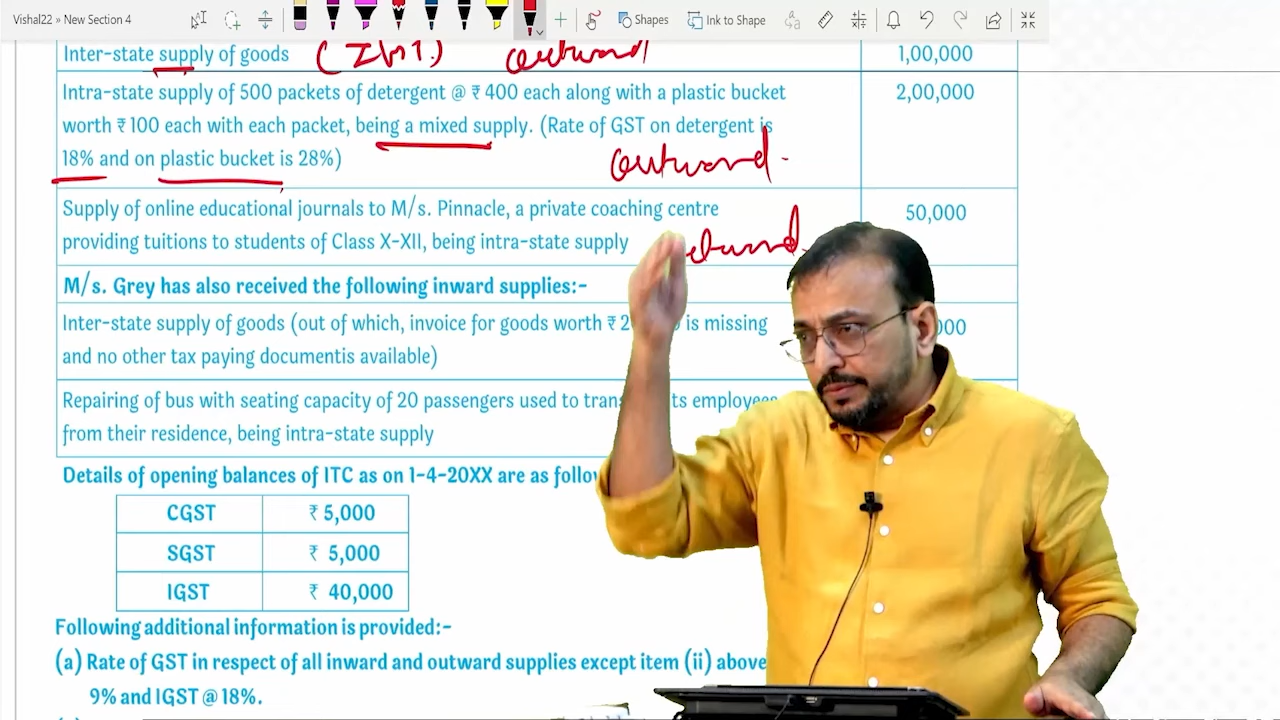 Vishal22 » New Section 4
Shapes
Ink to Shape
Inter-state supply of goods
outward
1,00,000
Intra-state supply of 500 packets of detergent @ ₹ 400 each along with a plastic bucket
2,00,000
worth ₹ 100 each with each packet, being a mixed supply. (Rate of GST on detergent is
18% and on plastic bucket is 28%)
outward
Supply of online educational journals to M/s. Pinnacle, a private coaching centre
50,000
providing tuitions to students of Class X-XII, being intra-state supply
M/s. Grey has also received the following inward supplies:-
Inter-state supply of goods (out of which, invoice for goods worth ₹ is missing
and no other tax paying documentis available)
Repairing of bus with seating capacity of 20 passengers used to employees
from their residence, being intra-state supply
Details of opening balances of ITC as on 1-4-20XX are as
CGST ₹ 5,000
SGST ₹ 5,000
IGST ₹ 40,000
Following additional information is provided:-
(a) Rate of GST in respect of all inward and outward supplies except item (ii) above
9% and IGST @ 18%.